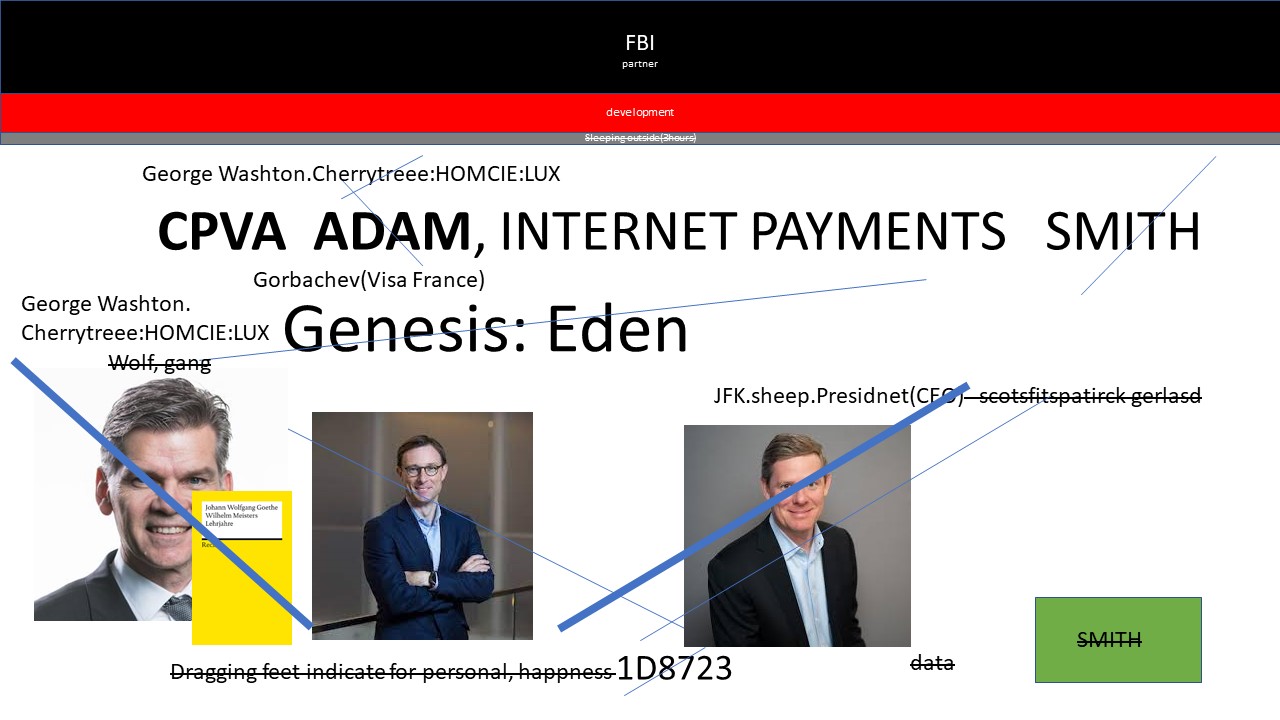 FBI
partner
development
Sleeping outside(3hours)
George Washton.Cherrytreee:HOMCIE:LUX
CPVA ADAM, INTERNET PAYMENTS SMITH
Gorbachev(Visa France)
George Washton.
Cherrytreee:HOMCIE:LUX
Genesis: Eden
Wolf, gang
JFK.sheep.Presidnet(CEO) scotsfitspatirck gerlasd
Johann Wolfgang Goethe
Wilhelm Meisters
Lehrjahre
Dragging feet indicate for personal, happness 1D8723
data
SMITH